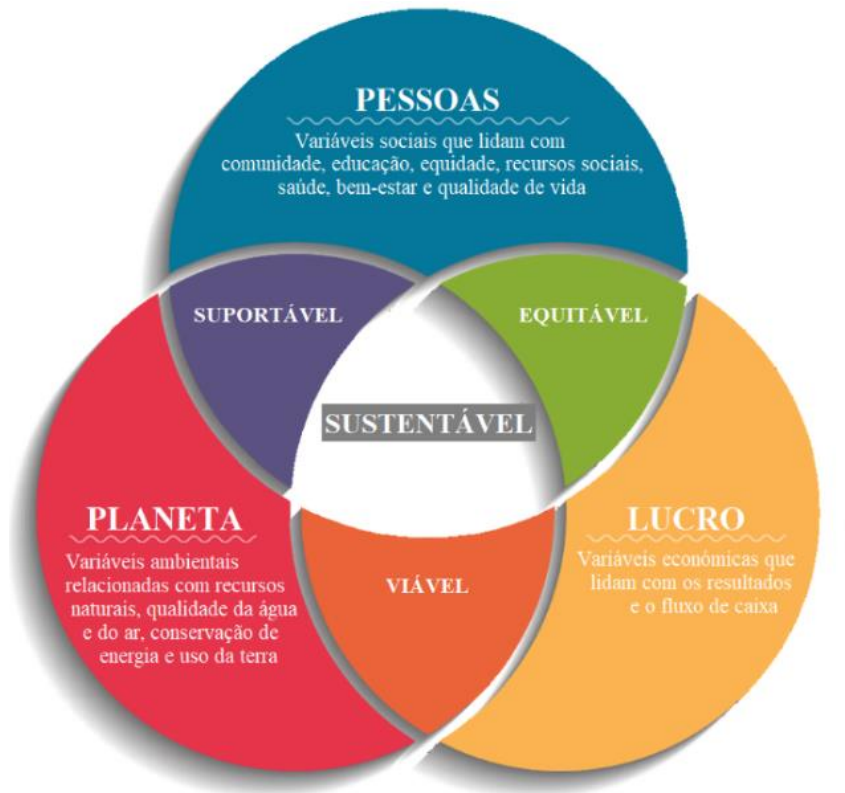 PESSOAS
Variáveis sociais que lidam com
comunidade, educação, equidade, recursos sociais,
saúde, bem-estar e qualidade de vida
SUPORTÁVEL
EQUITÁVEL
SUSTENTÁVEL
PLANETA
Variáveis ambientais
relacionadas com recursos
naturais, qualidade da água
e do ar, conservação de
energia e uso da terra
VIÁVEL
LUCRO
Variáveis económicas que
lidam com os resultados
e o fluxo de caixa